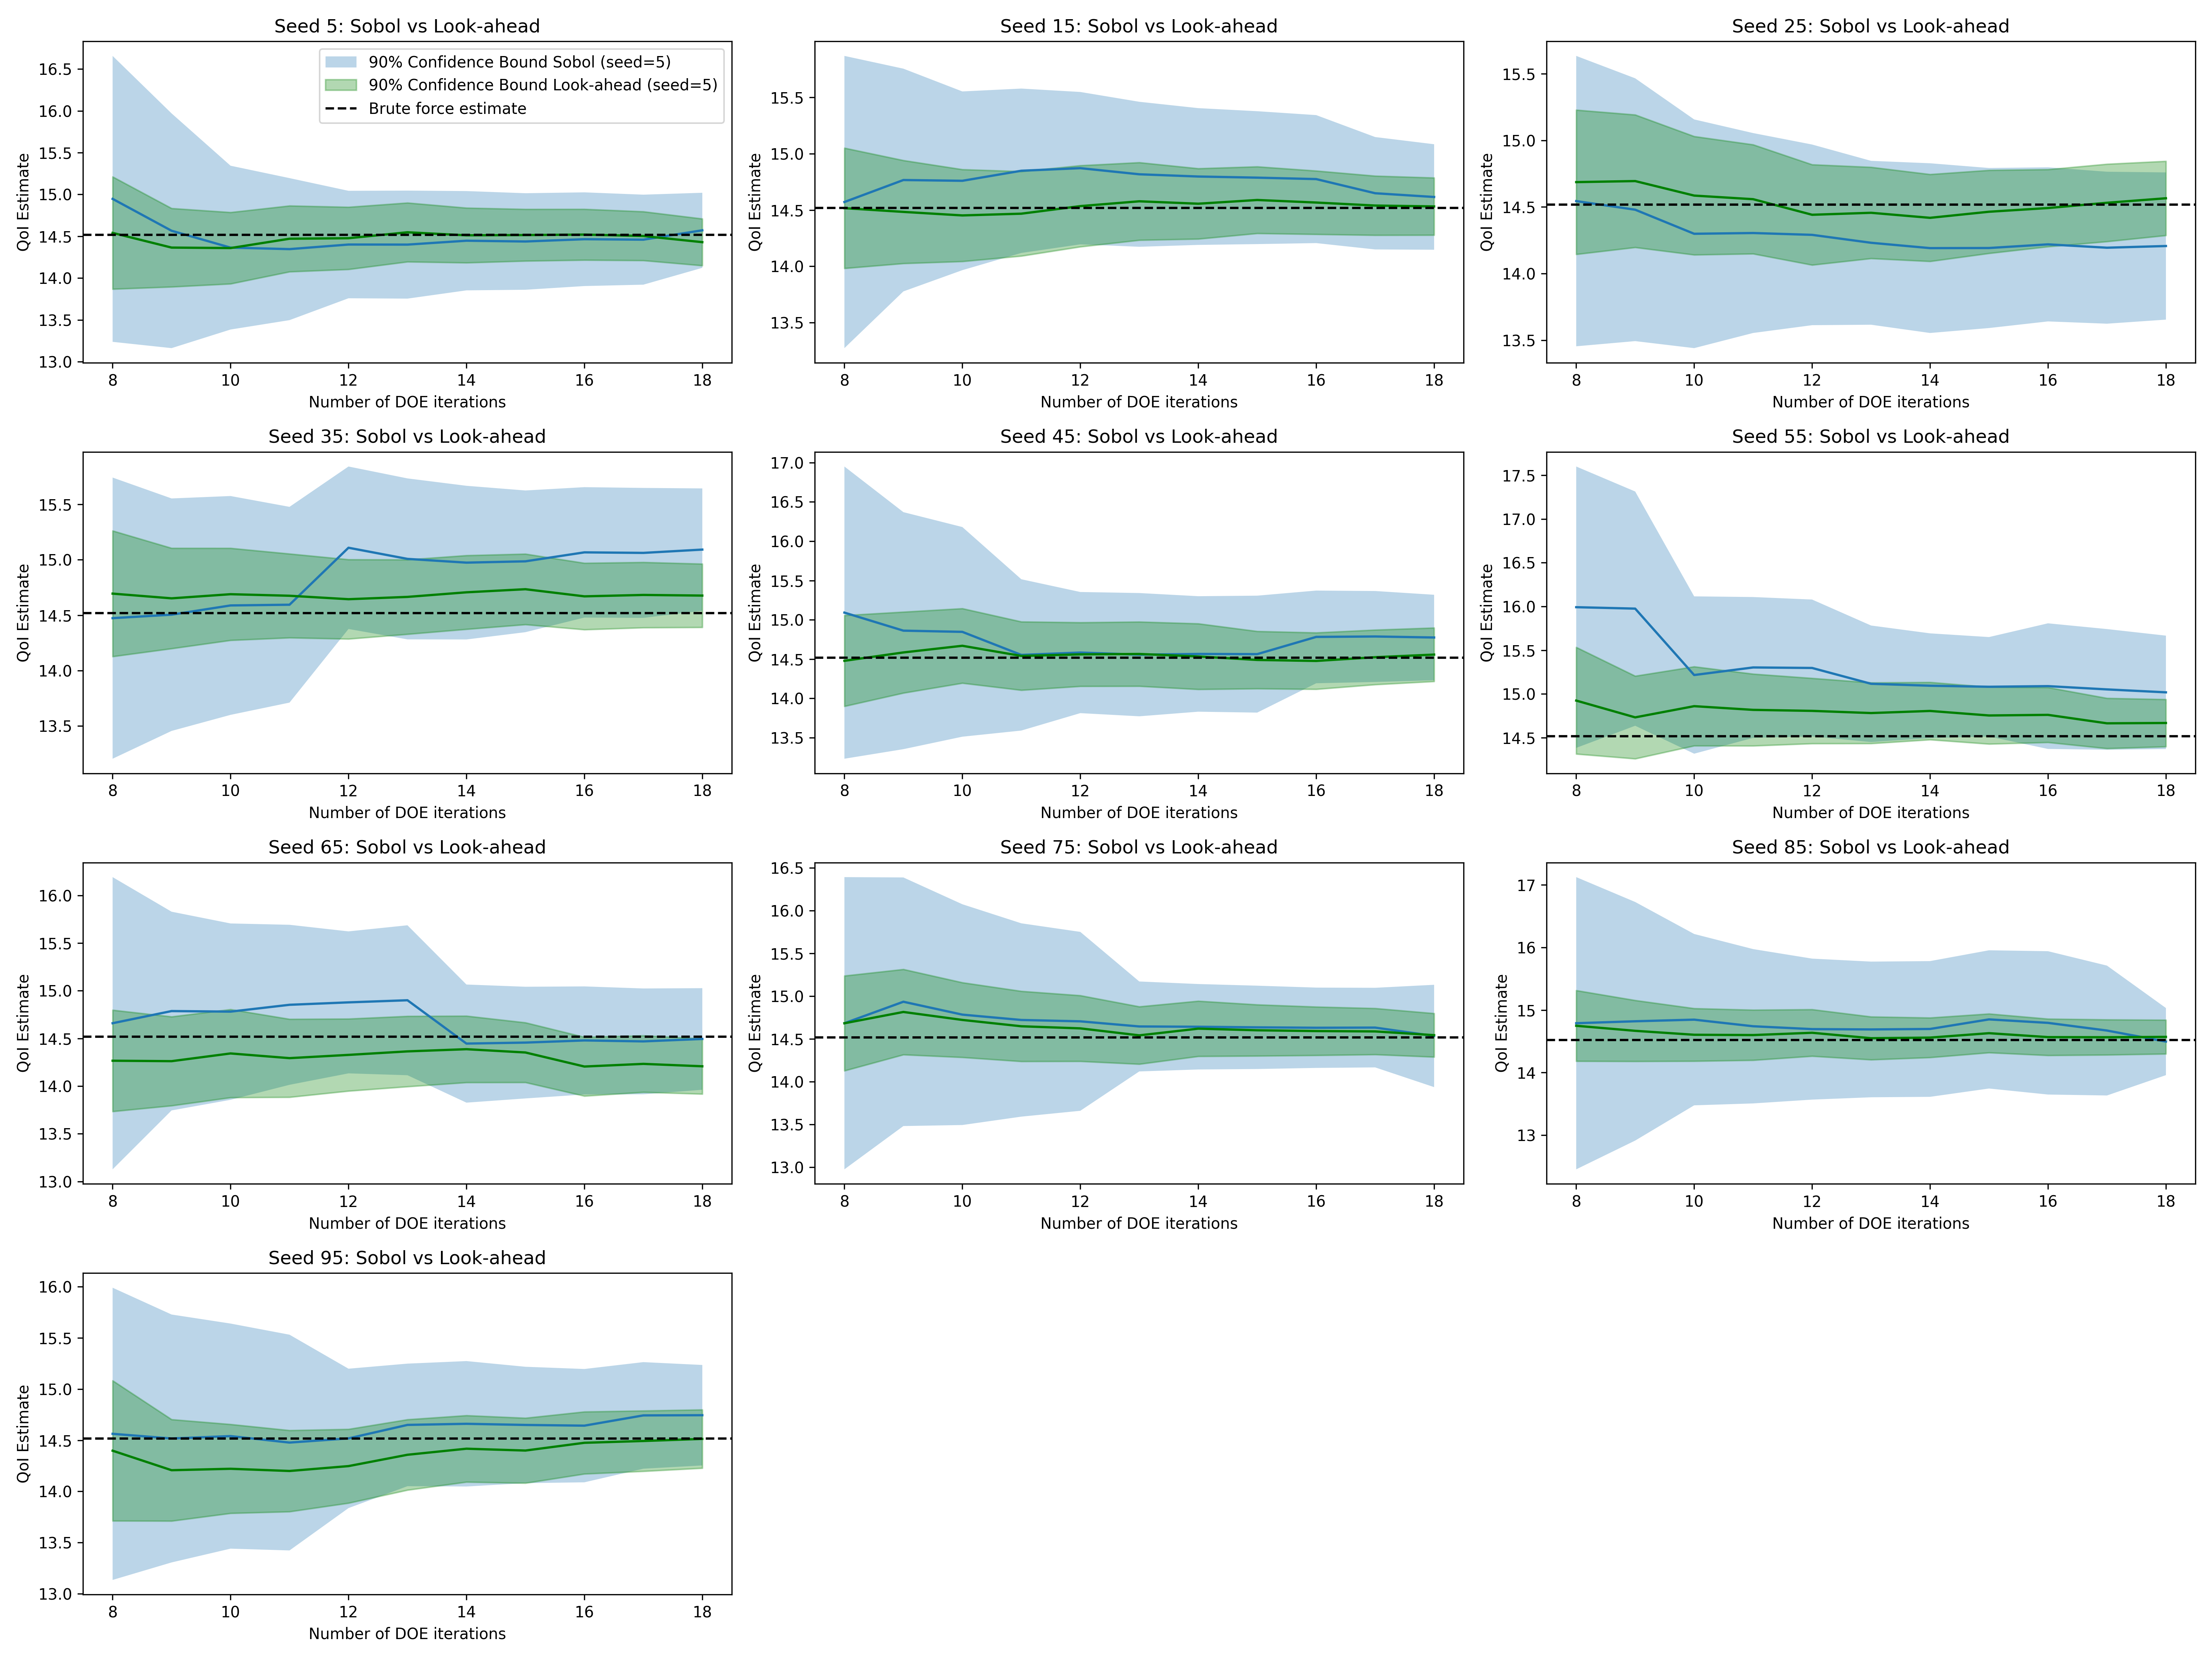 Seed 5: Sobol vs Look-ahead
QoI Estimate
16.5
16.0
15.5
15.0
14.5
14.0
13.5
13.0
90% Confidence Bound Sobol (seed=5)
90% Confidence Bound Look-ahead (seed=5)
Brute force estimate
8 10 12 14 16 18
Number of DOE iterations
Seed 15: Sobol vs Look-ahead
QoI Estimate
15.5
15.0
14.5
14.0
13.5
8 10 12 14 16 18
Number of DOE iterations
Seed 25: Sobol vs Look-ahead
QoI Estimate
15.5
15.0
14.5
14.0
13.5
8 10 12 14 16 18
Number of DOE iterations
Seed 35: Sobol vs Look-ahead
QoI Estimate
15.5
15.0
14.5
14.0
13.5
8 10 12 14 16 18
Number of DOE iterations
Seed 45: Sobol vs Look-ahead
QoI Estimate
17.0
16.5
16.0
15.5
15.0
14.5
14.0
13.5
8 10 12 14 16 18
Number of DOE iterations
Seed 55: Sobol vs Look-ahead
QoI Estimate
17.5
17.0
16.5
16.0
15.5
15.0
14.5
8 10 12 14 16 18
Number of DOE iterations
Seed 65: Sobol vs Look-ahead
QoI Estimate
16.0
15.5
15.0
14.5
14.0
13.5
13.0
8 10 12 14 16 18
Number of DOE iterations
Seed 75: Sobol vs Look-ahead
QoI Estimate
16.5
16.0
15.5
15.0
14.5
14.0
13.5
13.0
8 10 12 14 16 18
Number of DOE iterations
Seed 85: Sobol vs Look-ahead
QoI Estimate
17
16
15
14
13
8 10 12 14 16 18
Number of DOE iterations
Seed 95: Sobol vs Look-ahead
QoI Estimate
16.0
15.5
15.0
14.5
14.0
13.5
13.0
8 10 12 14 16 18
Number of DOE iterations